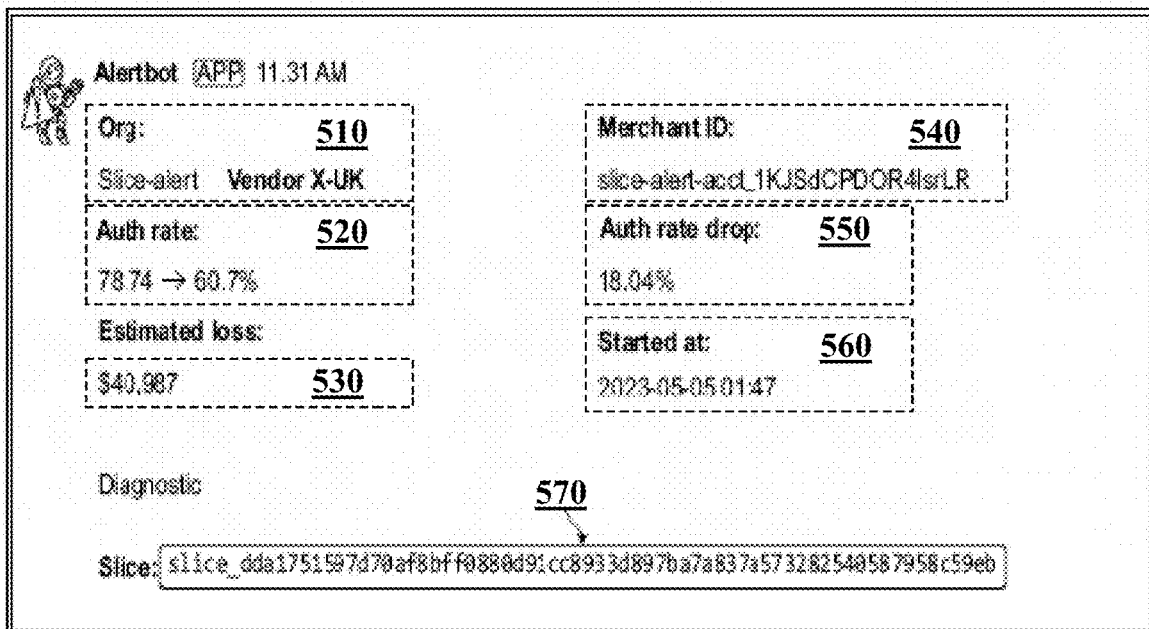 Alertbot APP 11.31 AM
Org: 510
Slice-alert Vendor X-UK
Merchant ID: 540
slice-alert-acct_1KJSdCPDOR4lsrLR
Auth rate: 520
78.74 → 60.7%
Auth rate drop: 550
18.04%
Estimated loss:
$40,987 530
Started at: 560
2023-05-05 01:47
Diagnostic
570
Slice: slice_dda1751597d70af8bff0880d91cc8933d897ba7a837a5732825540587958c59eb